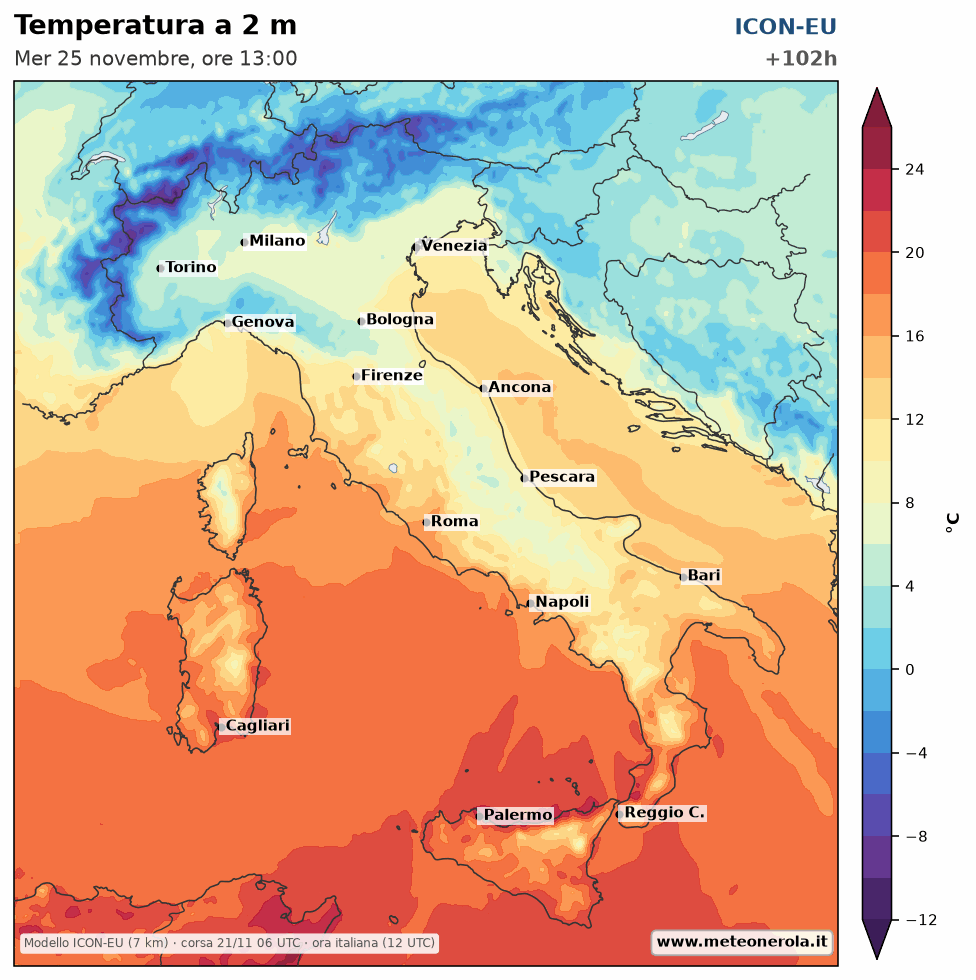 Temperatura a 2 m
ICON-EU
Mer 25 novembre, ore 13:00
+102h
Milano
Venezia
Torino
Genova
Bologna
Firenze
Ancona
Pescara
Roma
Bari
Napoli
Cagliari
Palermo
Reggio C.
24
20
16
12
8
4
0
−4
−8
−12
°C
Modello ICON-EU (7 km) · corsa 21/11 06 UTC · ora italiana (12 UTC)
www.meteonerola.it